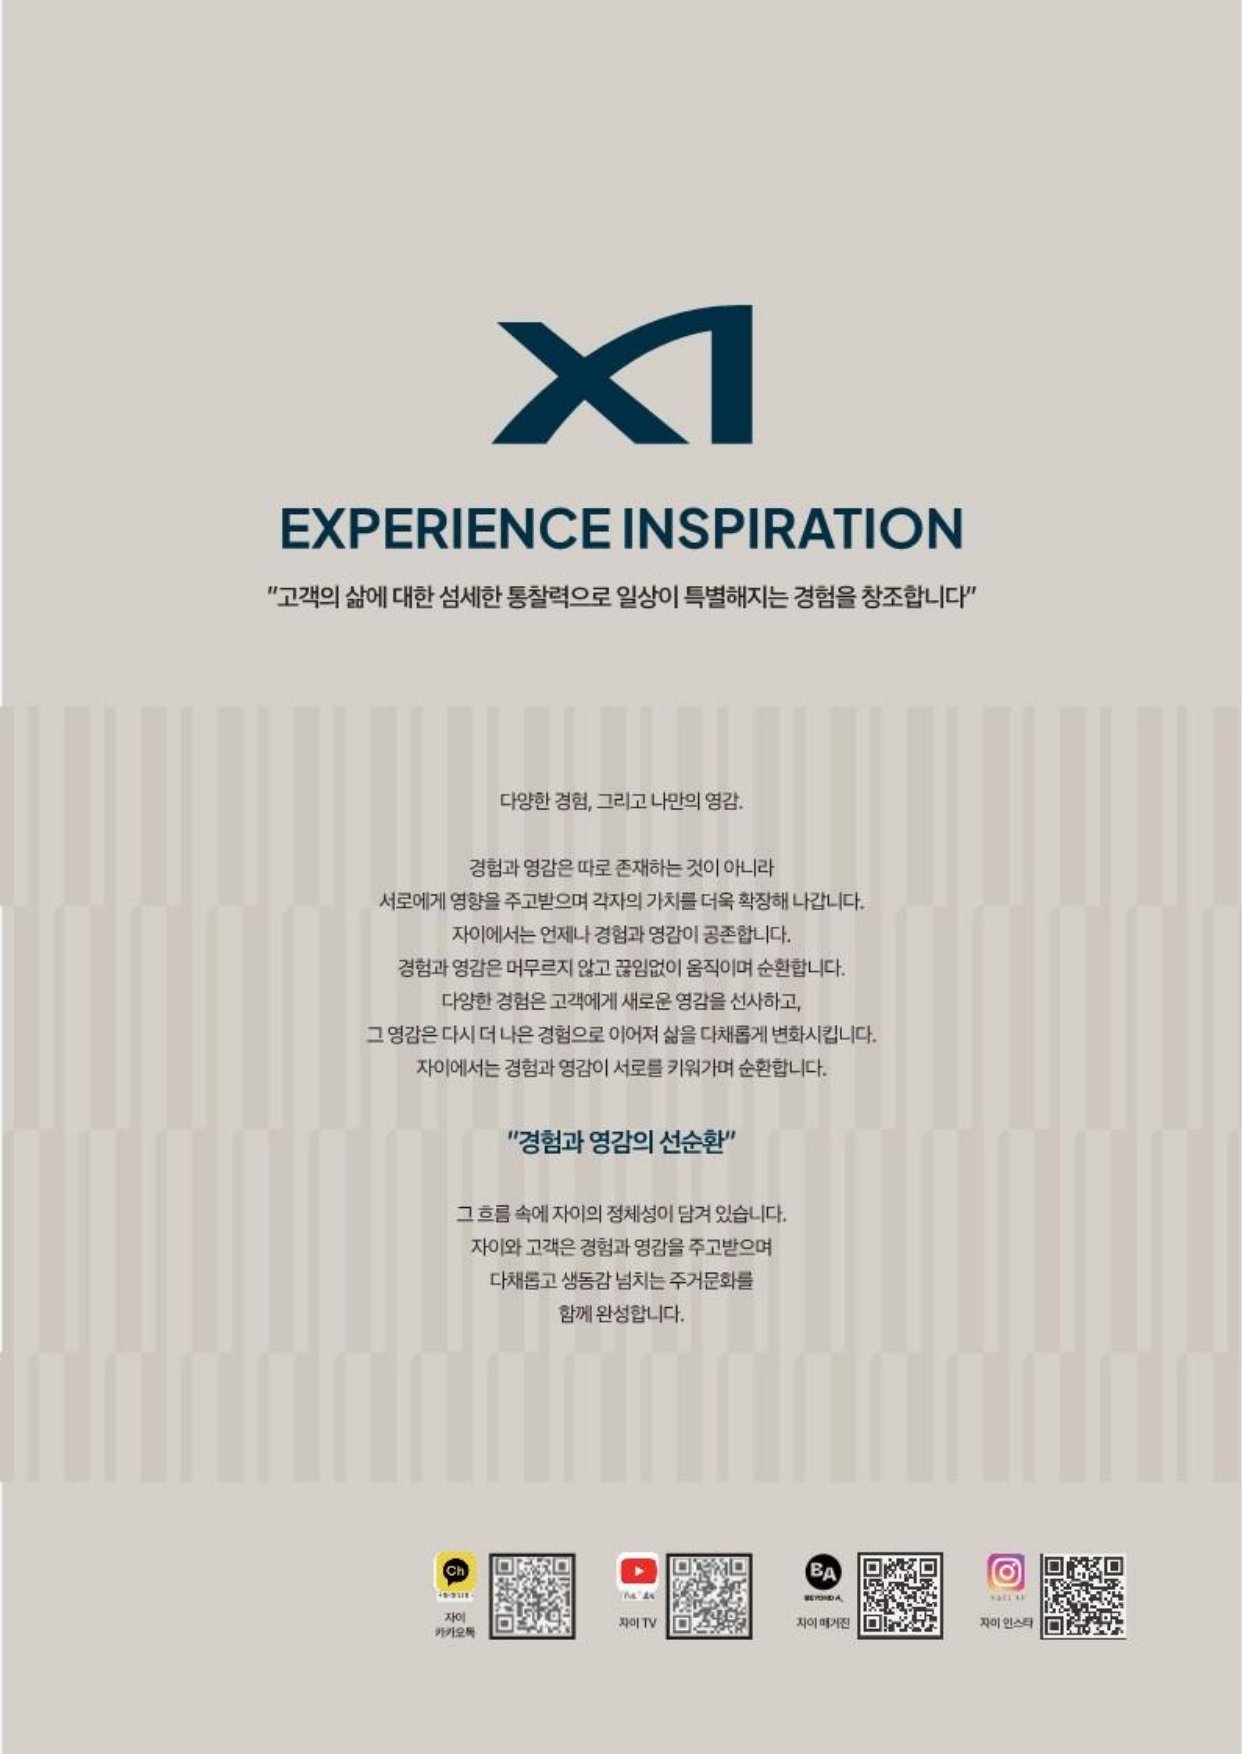 XI
EXPERIENCE INSPIRATION
"고객의 삶에 대한 섬세한 통찰력으로 일상이 특별해지는 경험을 창조합니다"
다양한 경험, 그리고 나만의 영감.
경험과 영감은 따로 존재하는 것이 아니라
서로에게 영향을 주고받으며 각자의 가치를 더욱 확장해 나갑니다.
자이에서는 언제나 경험과 영감이 공존합니다.
경험과 영감은 머무르지 않고 끊임없이 움직이며 순환합니다.
다양한 경험은 고객에게 새로운 영감을 선사하고,
그 영감은 다시 더 나은 경험으로 이어져 삶을 다채롭게 변화시킵니다.
자이에서는 경험과 영감이 서로를 키워가며 순환합니다.
"경험과 영감의 선순환"
그 흐름 속에 자이의 정체성이 담겨 있습니다.
자이와 고객은 경험과 영감을 주고받으며
다채롭고 생동감 넘치는 주거문화를
함께 완성합니다.
Ch
자이
카카오톡
자이 TV
BA
BEYOND A.
자이 매거진
자이 인스타